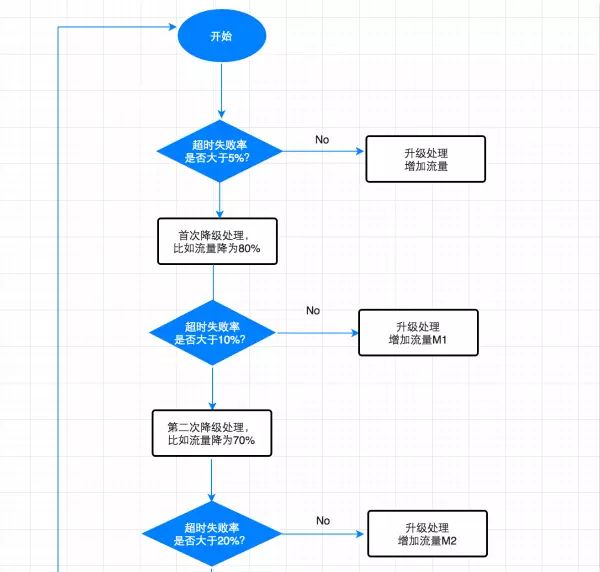 开始
超时失败率
是否大于5%?
No
升级处理
增加流量
首次降级处理，
比如流量降为80%
超时失败率
是否大于10%?
No
升级处理
增加流量M1
第二次降级处理，
比如流量降为70%
超时失败率
是否大于20%?
No
升级处理
增加流量M2